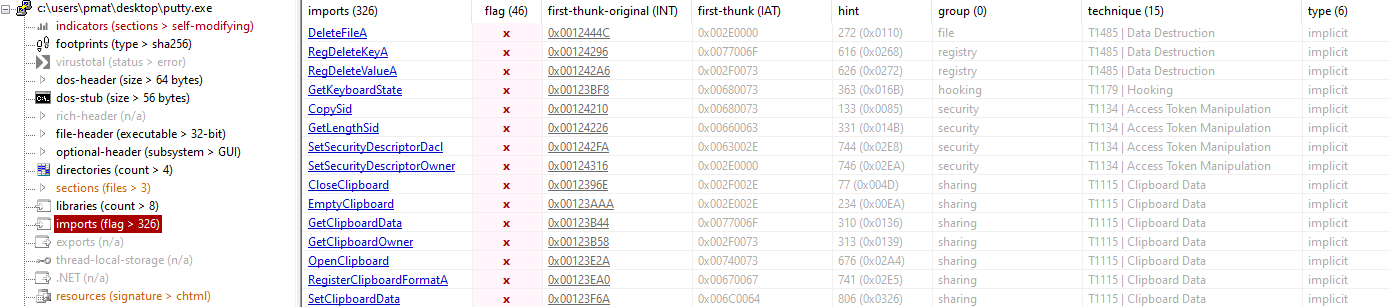 c:\users\pmat\desktop\putty.exe
indicators (sections > self-modifying)
footprints (type > sha256)
virustotal (status > error)
dos-header (size > 64 bytes)
dos-stub (size > 56 bytes)
rich-header (n/a)
file-header (executable > 32-bit)
optional-header (subsystem > GUI)
directories (count > 4)
sections (files > 3)
libraries (count > 8)
imports (flag > 326)
exports (n/a)
thread-local-storage (n/a)
.NET (n/a)
resources (signature > chtml)
imports (326) flag (46) first-thunk-original (INT) first-thunk (IAT) hint group (0) technique (15) type (6)
DeleteFileA x 0x0012444C 0x002E0000 272 (0x0110) file T1485 | Data Destruction implicit
RegDeleteKeyA x 0x00124296 0x0077006F 616 (0x0268) registry T1485 | Data Destruction implicit
RegDeleteValueA x 0x001242A6 0x002F0073 626 (0x0272) registry T1485 | Data Destruction implicit
GetKeyboardState x 0x00123BF8 0x00680073 363 (0x016B) hooking T1179 | Hooking implicit
CopySid x 0x00124210 0x00680073 133 (0x0085) security T1134 | Access Token Manipulation implicit
GetLengthSid x 0x00124226 0x00660063 331 (0x014B) security T1134 | Access Token Manipulation implicit
SetSecurityDescriptorDacl x 0x001242FA 0x0063002E 744 (0x02E8) security T1134 | Access Token Manipulation implicit
SetSecurityDescriptorOwner x 0x00124316 0x002E0000 746 (0x02EA) security T1134 | Access Token Manipulation implicit
CloseClipboard x 0x0012396E 0x002F002E 77 (0x004D) sharing T1115 | Clipboard Data implicit
EmptyClipboard x 0x00123AAA 0x002E002E 234 (0x00EA) sharing T1115 | Clipboard Data implicit
GetClipboardData x 0x00123B44 0x0077006F 310 (0x0136) sharing T1115 | Clipboard Data implicit
GetClipboardOwner x 0x00123B58 0x002F0073 313 (0x0139) sharing T1115 | Clipboard Data implicit
OpenClipboard x 0x00123E2A 0x00740073 676 (0x02A4) sharing T1115 | Clipboard Data implicit
RegisterClipboardFormatA x 0x00123EA0 0x00670067 741 (0x02E5) sharing T1115 | Clipboard Data implicit
SetClipboardData x 0x00123F6A 0x006C0064 806 (0x0326) sharing T1115 | Clipboard Data implicit